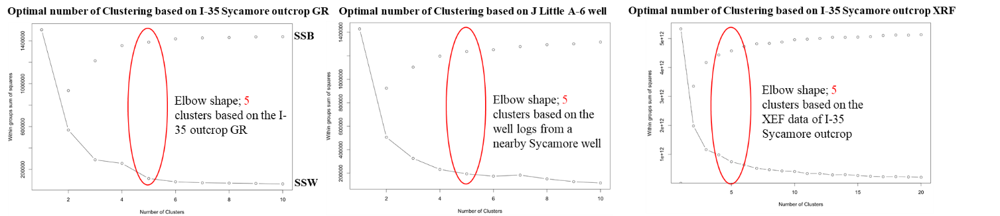 Optimal number of Clustering based on I-35 Sycamore outcrop GR
1400000
1000000
600000
200000
Within groups sum of squares
SSB
Elbow shape; 5
clusters based on the I-
35 outcrop GR
SSW
2
4
6
8
10
Number of Clusters
Optimal number of Clustering based on J Little A-6 well
1400000
1000000
800000
600000
400000
200000
Within groups sum of squares
Elbow shape; 5
clusters based on the
well logs from a
nearby Sycamore well
2
4
6
8
10
Number of Clusters
Optimal number of Clustering based on I-35 Sycamore outcrop XRF
5e+12
4e+12
3e+12
2e+12
1e+12
Within groups sum of squares
Elbow shape; 5
clusters based on the
XEF data of I-35
Sycamore outcrop
5
10
15
20
Number of Clusters